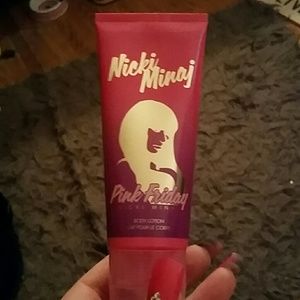 Nicki
Minaj
Pink Friday
BODY LOTION
LAIT POUR LE CORPS